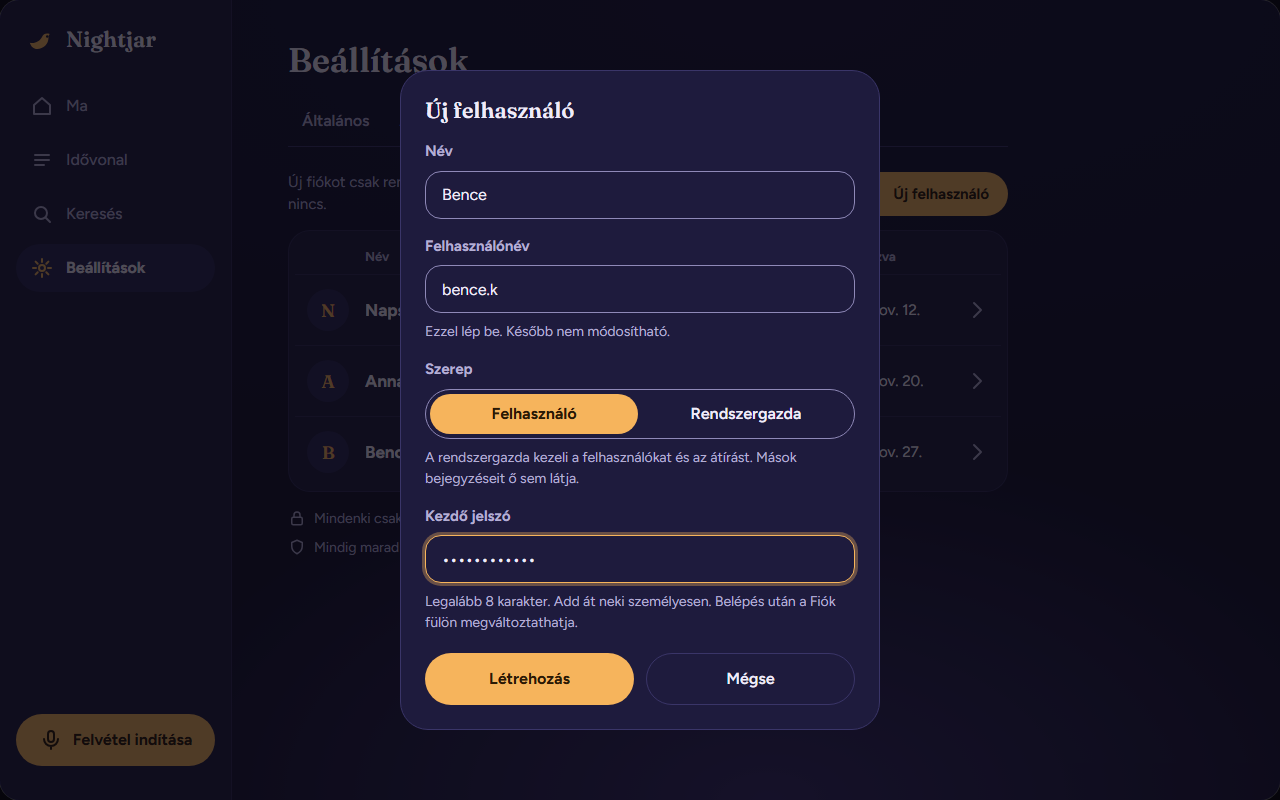 Nightjar
Ma
Idővonal
Keresés
Beállítások
Felvétel indítása
Beállítások
Általános
Új fiókot csak
nincs.
Új felhasználó
Név
N
A
Anna
B
ov. 12.
ov. 20.
ov. 27.
Mindenki csak
Mindig marad
Új felhasználó
Név
Bence
Felhasználónév
bence.k
Ezzel lép be. Később nem módosítható.
Szerep
Felhasználó
Rendszergazda
A rendszergazda kezeli a felhasználókat és az átírást. Mások
bejegyzéseit ő sem látja.
Kezdő jelszó
••••••••••••
Legalább 8 karakter. Add át neki személyesen. Belépés után a Fiók
fülön megváltoztathatja.
Létrehozás
Mégse